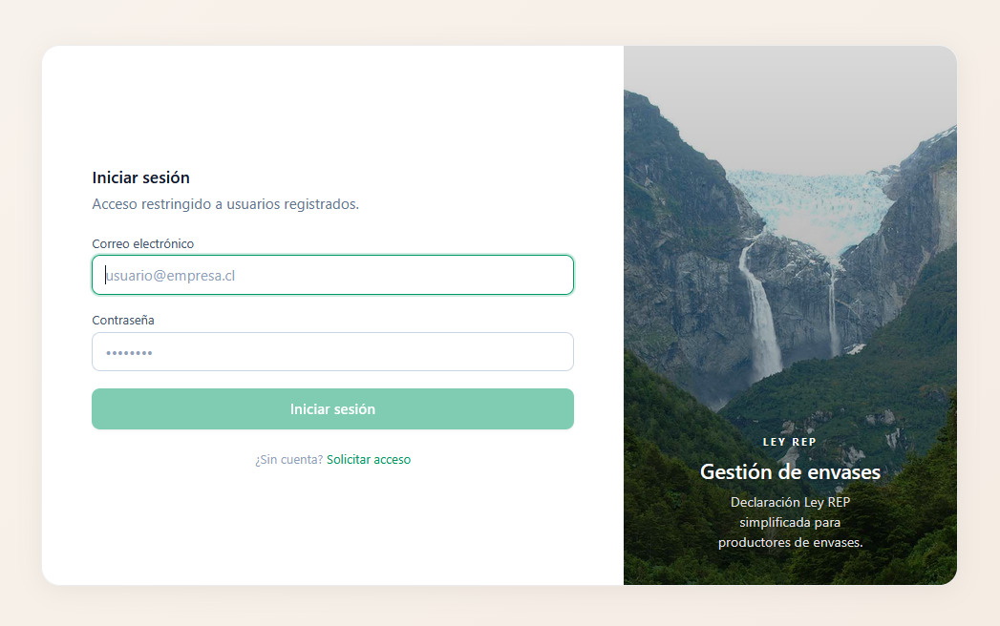 Iniciar sesión
Acceso restringido a usuarios registrados.
Correo electrónico
usuario@empresa.cl
Contraseña
••••••••
Iniciar sesión
¿Sin cuenta? Solicitar acceso
LEY REP
Gestión de envases
Declaración Ley REP
simplificada para
productores de envases.